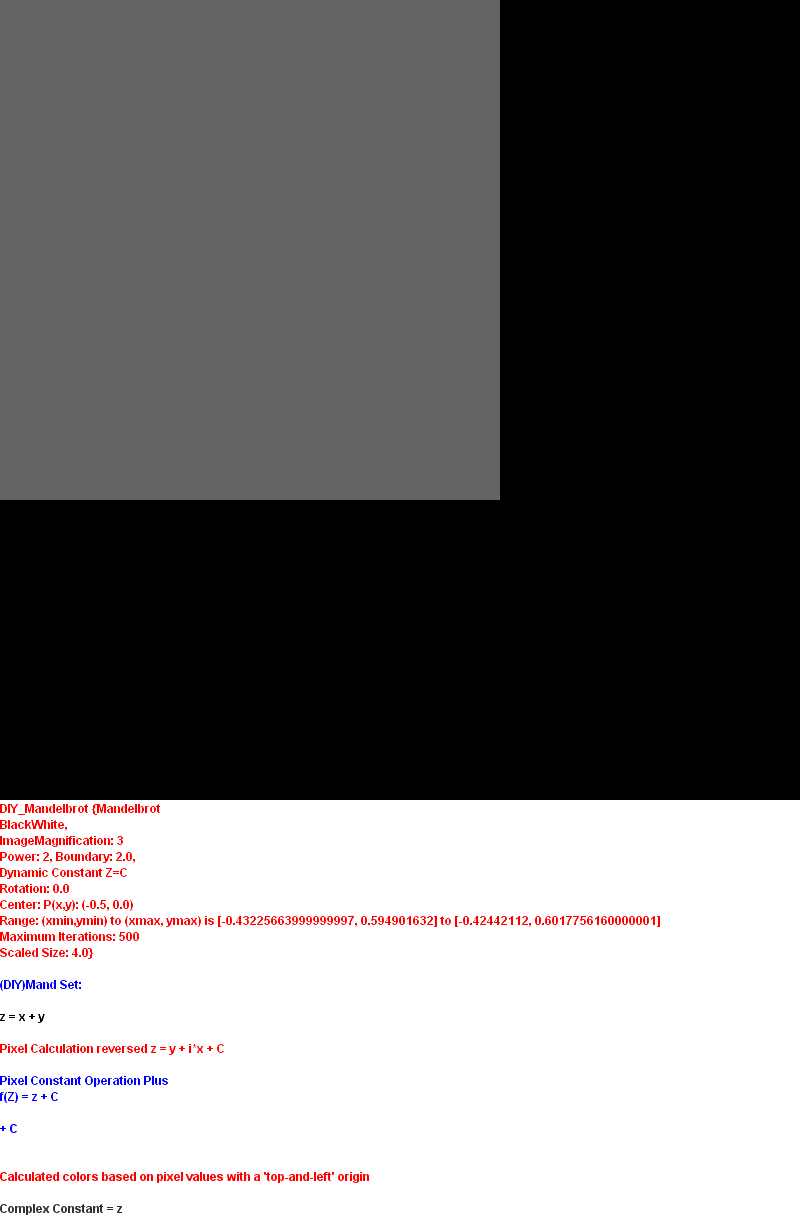 DIY_Mandelbrot {Mandelbrot
BlackWhite,
ImageMagnification: 3
Power: 2, Boundary: 2.0,
Dynamic Constant Z=C
Rotation: 0.0
Center: P(x,y): (-0.5, 0.0)
Range: (xmin,ymin) to (xmax, ymax) is [-0.43225663999999997, 0.594901632] to [-0.42442112, 0.6017756160000001]
Maximum Iterations: 500
Scaled Size: 4.0}
(DIY)Mand Set:
z = x + y
Pixel Calculation reversed z = y + i*x + C
Pixel Constant Operation Plus
f(Z) = z + C
+ C
Calculated colors based on pixel values with a 'top-and-left' origin
Complex Constant = z